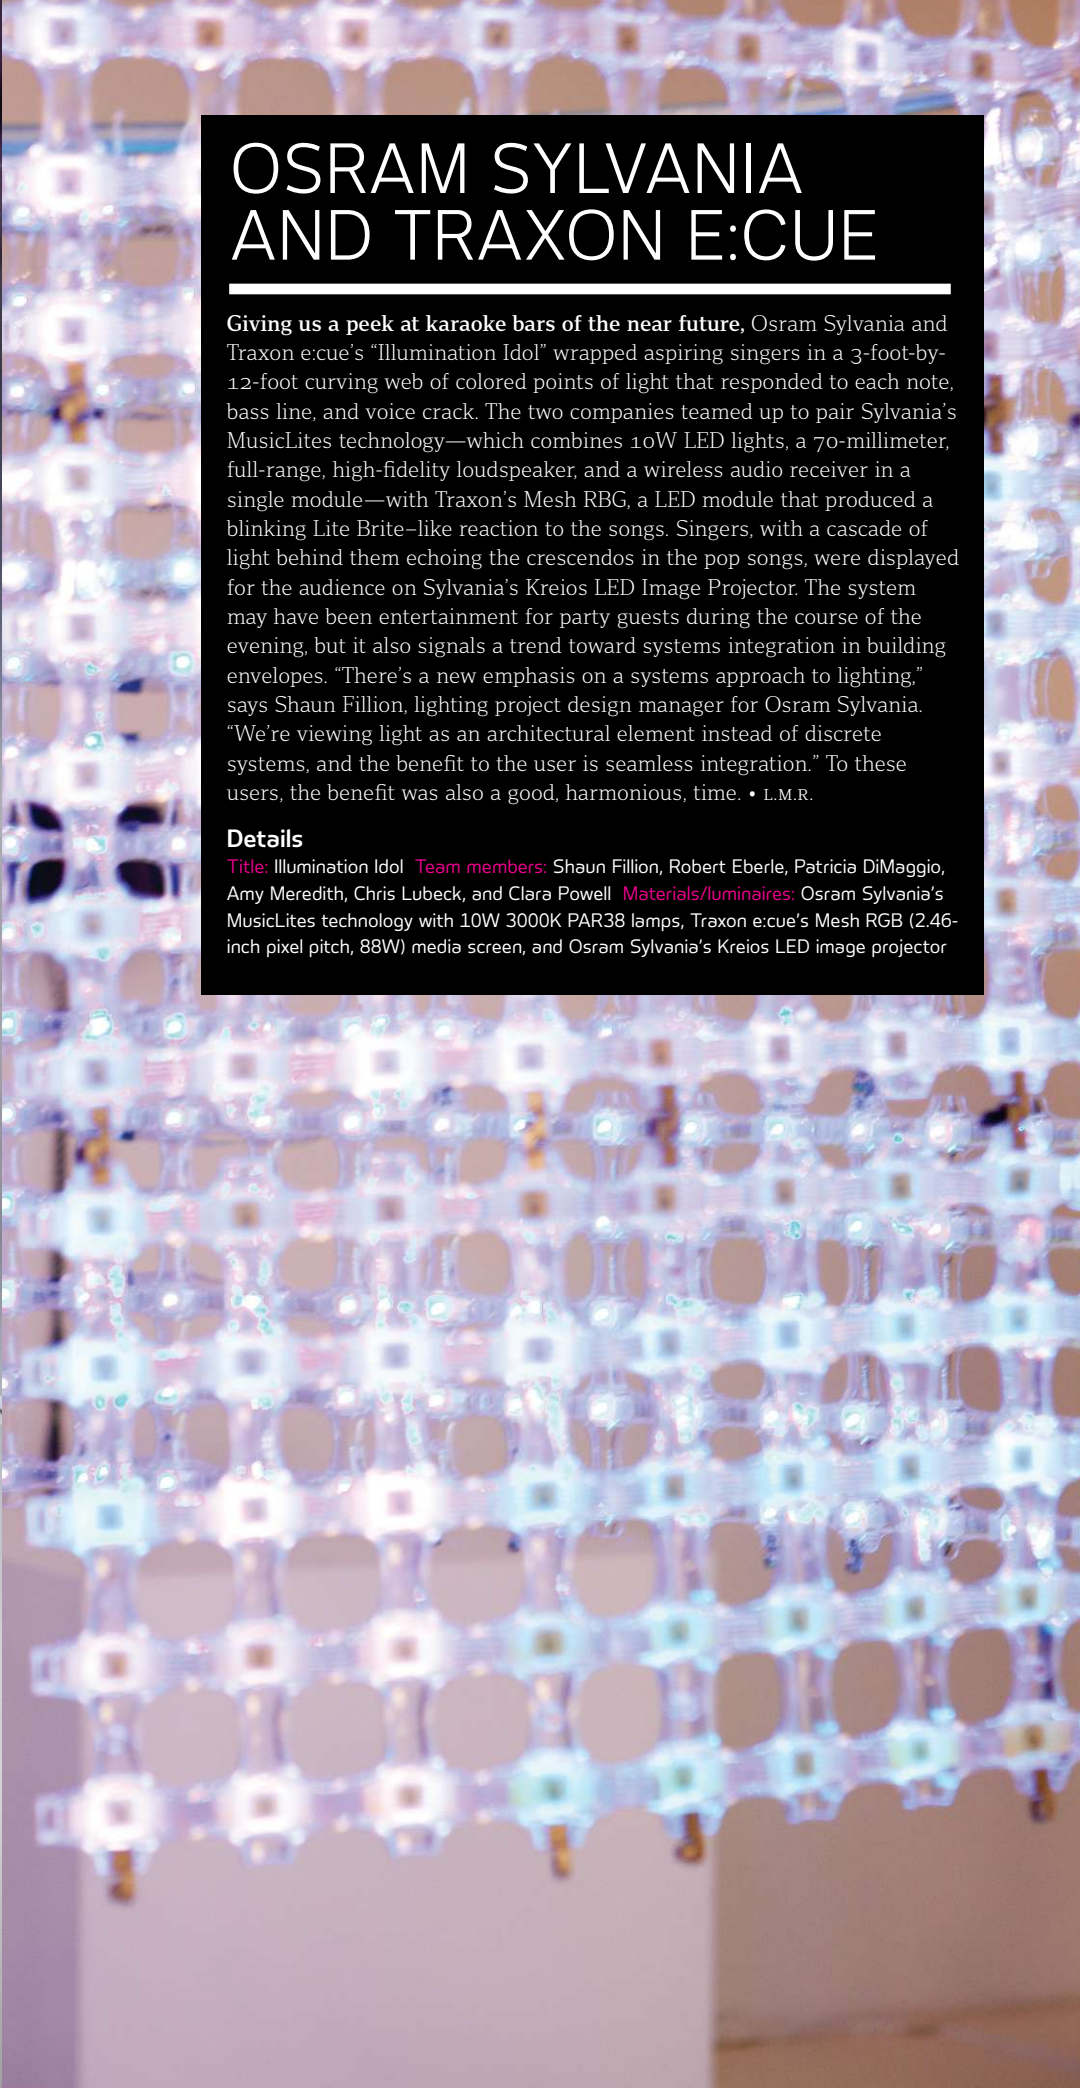 OSRAM SYLVANIA
AND TRAXON E:CUE
Giving us a peek at karaoke bars of the near future, Osram Sylvania and
Traxon e:cue’s “Illumination Idol” wrapped aspiring singers in a 3-foot-by-
12-foot curving web of colored points of light that responded to each note,
bass line, and voice crack. The two companies teamed up to pair Sylvania’s
MusicLites technology—which combines 10W LED lights, a 70-millimeter,
full-range, high-fidelity loudspeaker, and a wireless audio receiver in a
single module—with Traxon’s Mesh RBG, a LED module that produced a
blinking Lite Brite–like reaction to the songs. Singers, with a cascade of
light behind them echoing the crescendos in the pop songs, were displayed
for the audience on Sylvania’s Kreios LED Image Projector. The system
may have been entertainment for party guests during the course of the
evening, but it also signals a trend toward systems integration in building
envelopes. “There’s a new emphasis on a systems approach to lighting,”
says Shaun Fillion, lighting project design manager for Osram Sylvania.
“We’re viewing light as an architectural element instead of discrete
systems, and the benefit to the user is seamless integration.” To these
users, the benefit was also a good, harmonious, time. • L.M.R.
Details
Title: Illumination Idol Team members: Shaun Fillion, Robert Eberle, Patricia DiMaggio,
Amy Meredith, Chris Lubeck, and Clara Powell Materials/luminaires: Osram Sylvania’s
MusicLites technology with 10W 3000K PAR38 lamps, Traxon e:cue’s Mesh RGB (2.46-
inch pixel pitch, 88W) media screen, and Osram Sylvania’s Kreios LED image projector